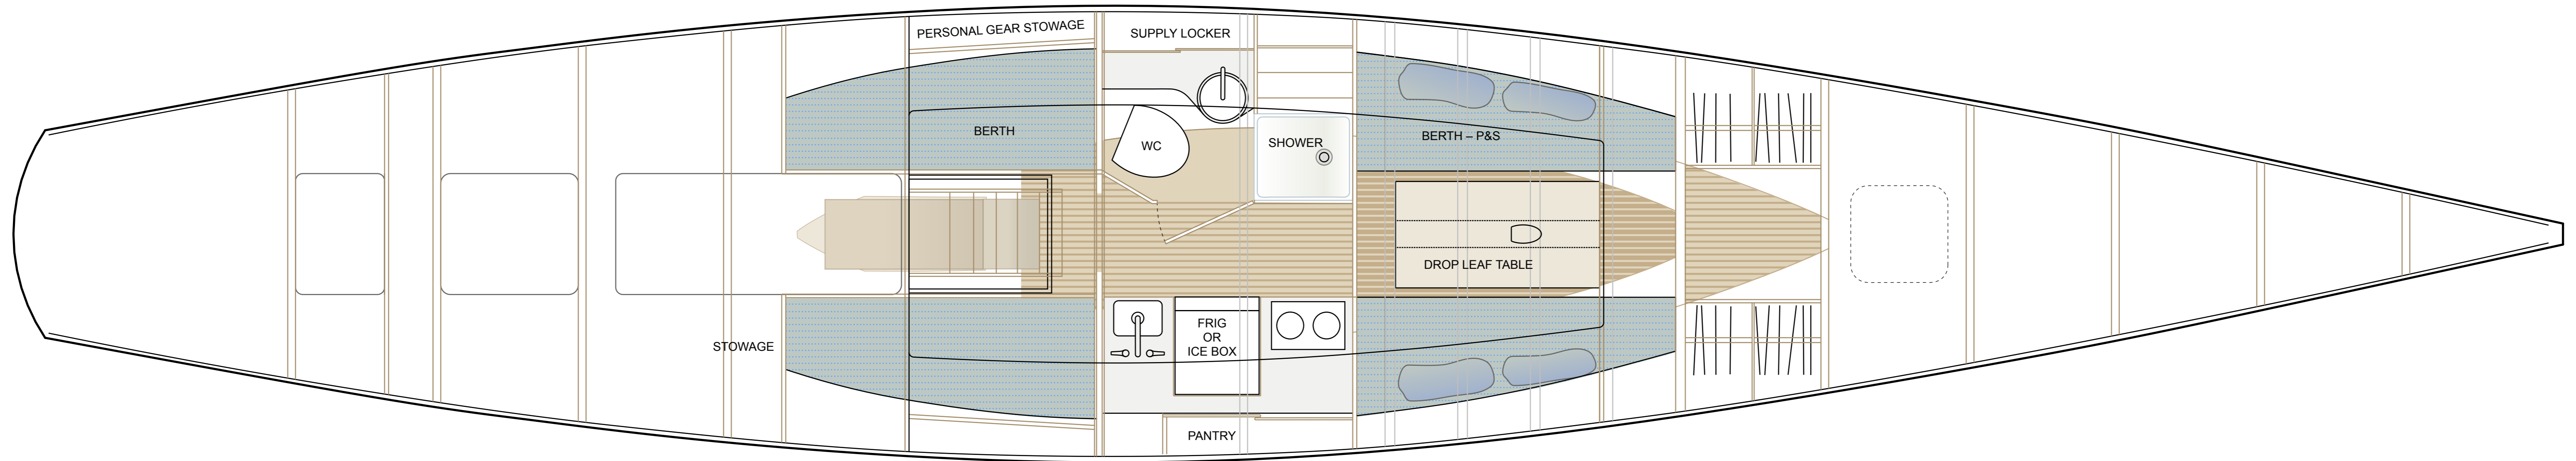 PERSONAL GEAR STOWAGE
SUPPLY LOCKER
BERTH
WC
SHOWER
BERTH – P&S
DROP LEAF TABLE
STOWAGE
FRIG
OR
ICE BOX
PANTRY